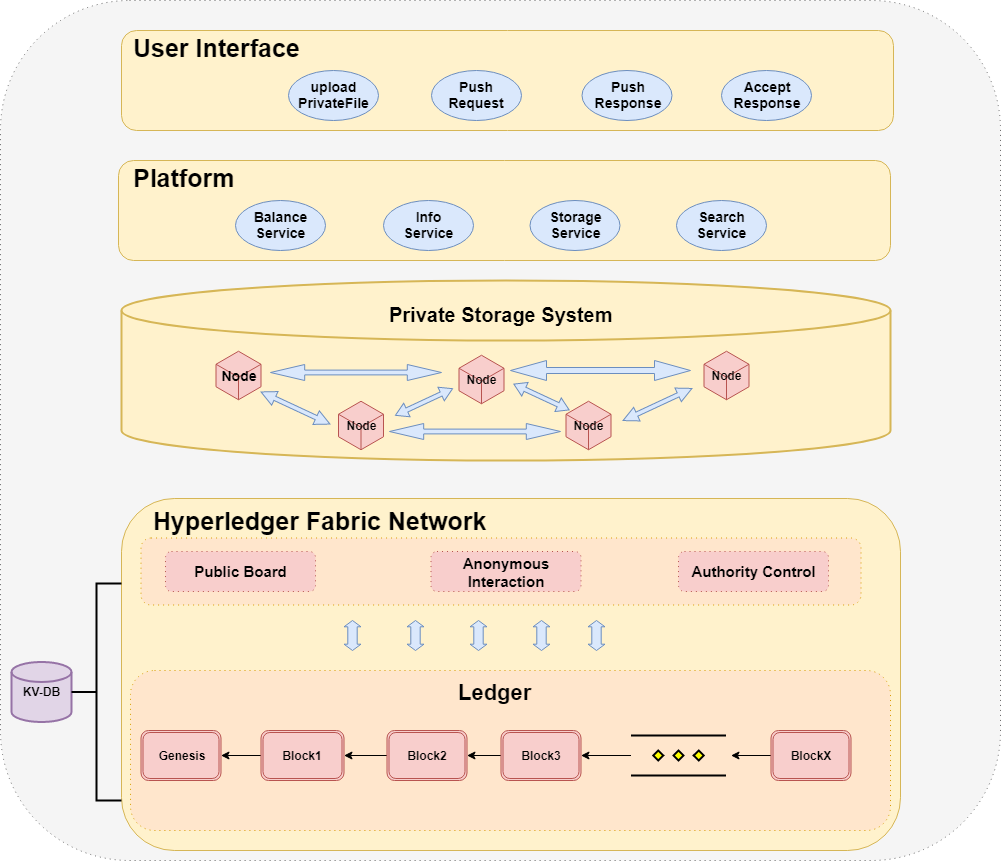 User Interface
upload
PrivateFile
Push
Request
Push
Response
Accept
Response
Platform
Balance
Service
Info
Service
Storage
Service
Search
Service
Private Storage System
Node
Node
Node
Node
Node
Hyperledger Fabric Network
Public Board
Anonymous
Interaction
Authority Control
KV-DB
Ledger
Genesis
Block1
Block2
Block3
BlockX